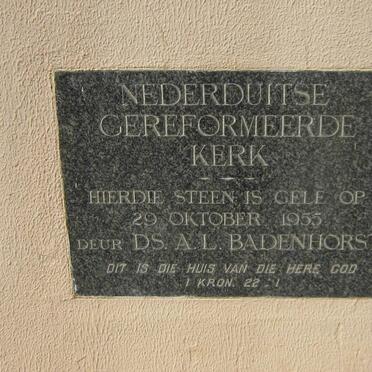 NEDERDUITSE
GEREFORMEERDE
KERK
HIERDIE STEEN IS GELE OP
29 OKTOBER 1955
DEUR DS. A.L. BADENHORST
DIT IS DIE HUIS VAN DIE HERE GOD
1 KRON. 22:1